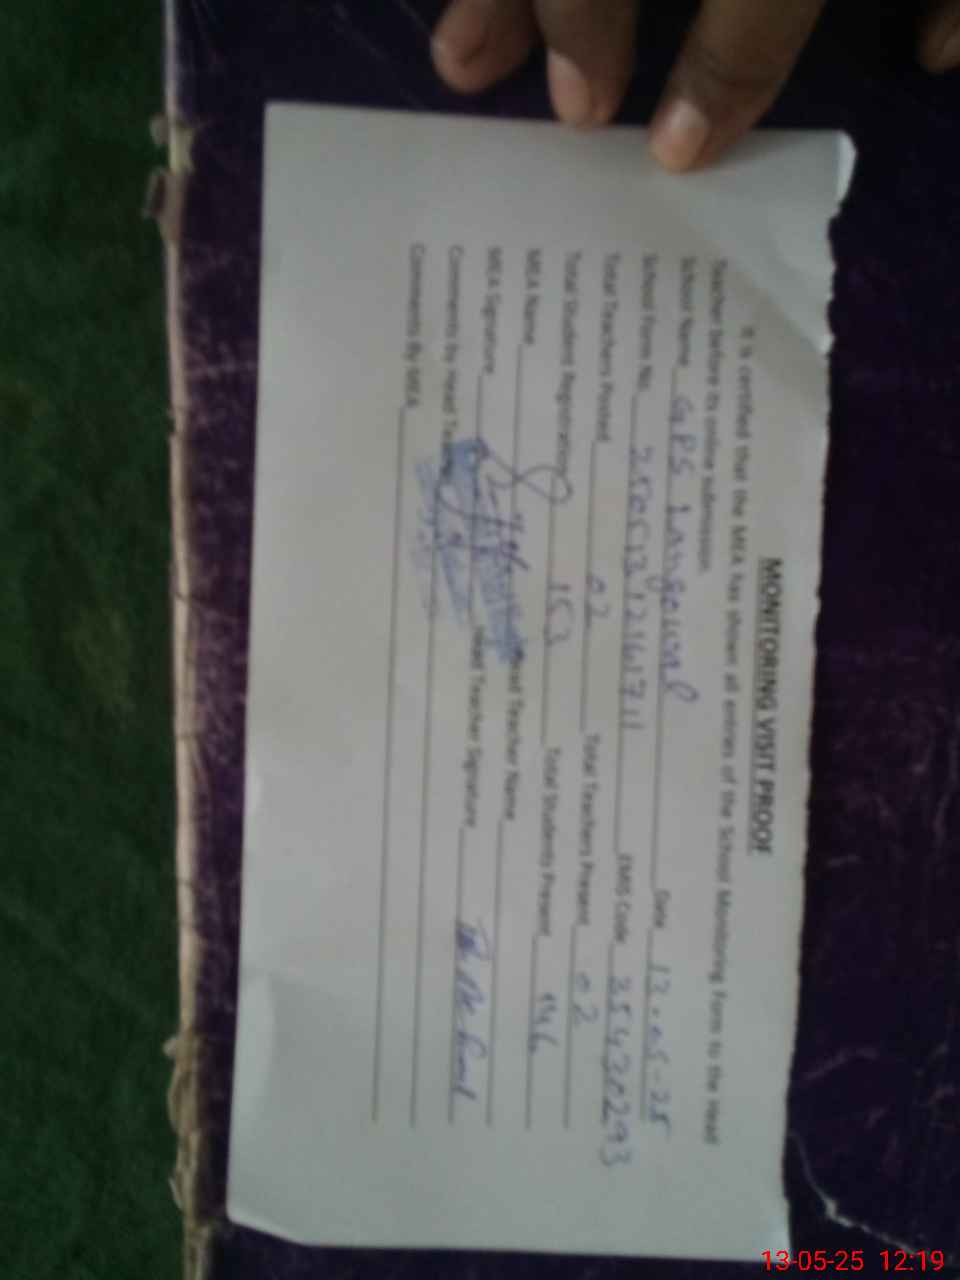 MONITORING VISIT PROOF
It is certified that the MEA has shown all entries of the School Monitoring Form to the Head
Teacher before its online submission.
School Name GPS Date 13-05-25
School Form No. EMIS Code 35430293
Total Teachers Posted 02 Total Teachers Present 02
Total Student Registration 153 Total Students Present 146
MEA Name Head Teacher Name
MEA Signature Head Teacher Signature
Comments by Head Teacher
Comments By MEA
13-05-25 12:19